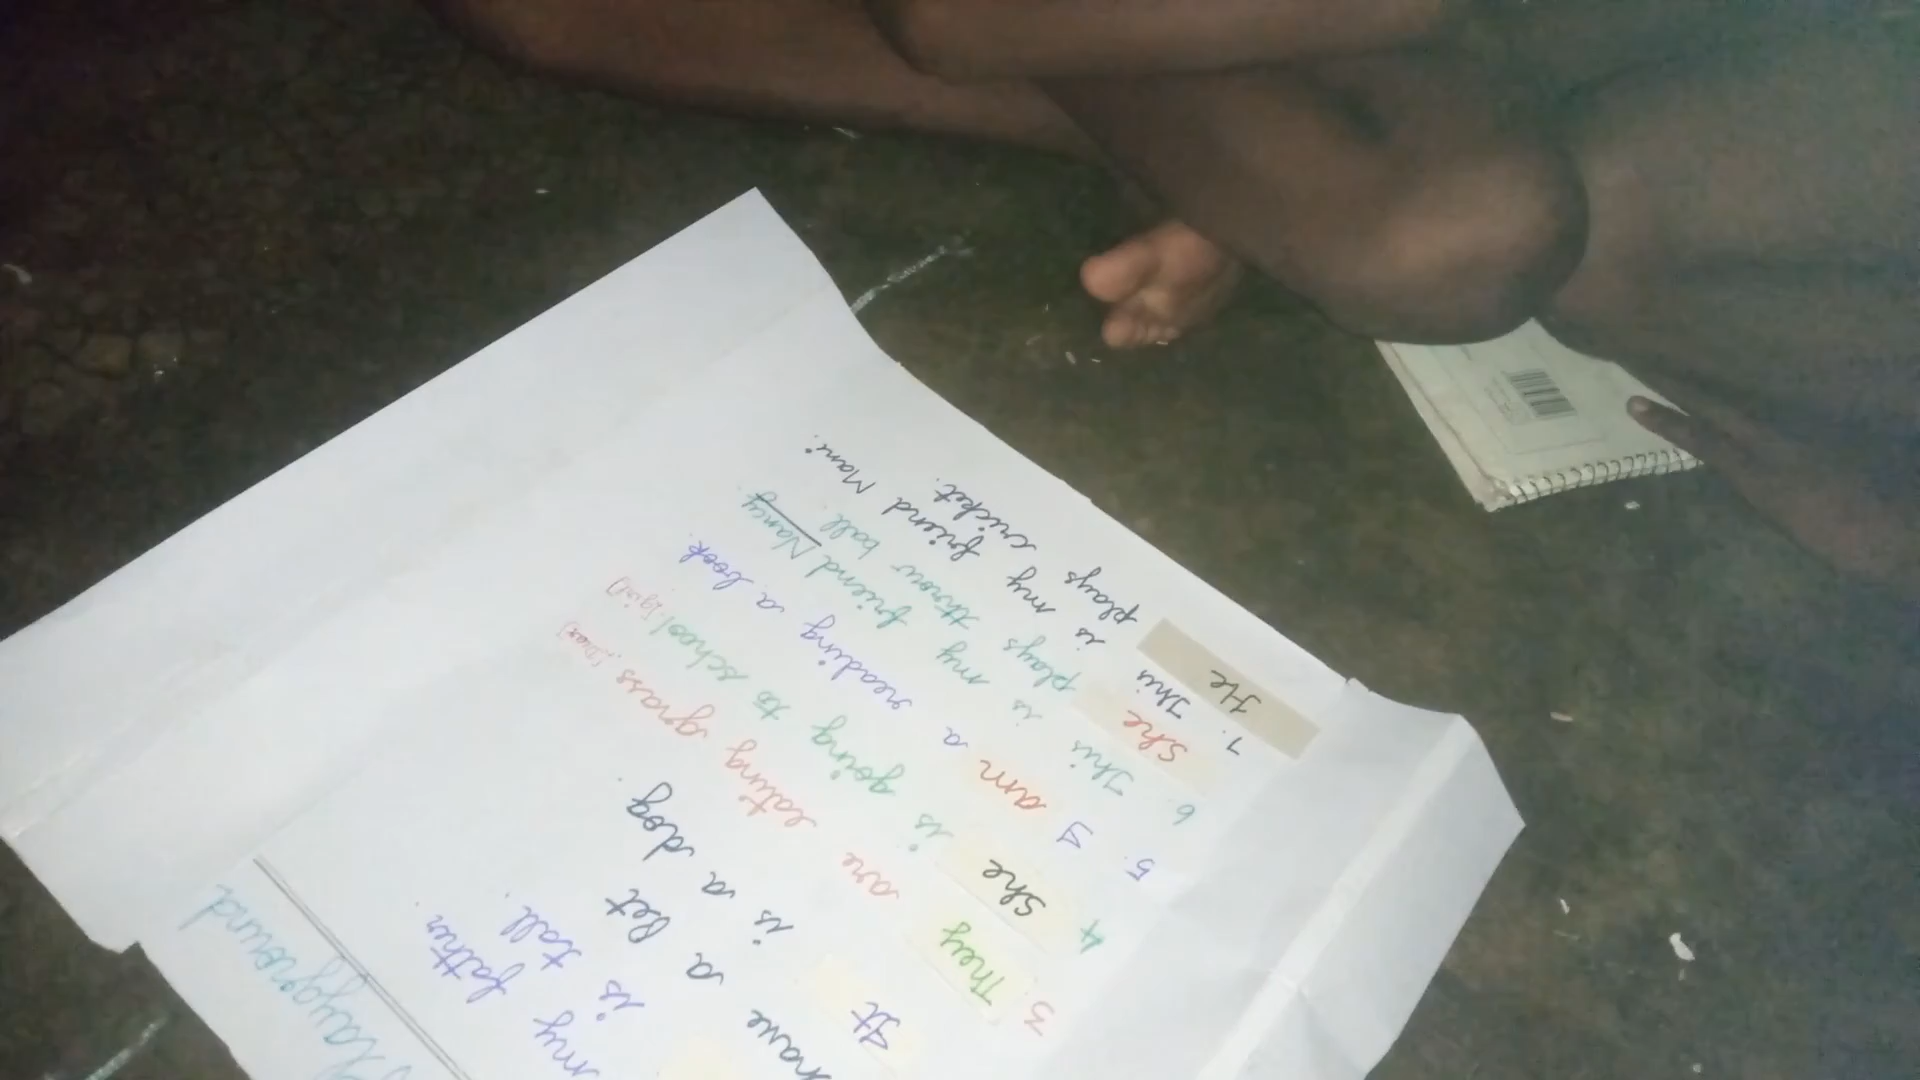 Playground
my father.
is tall.
have a Pet
It is a dog.
3. They are eating grass
4 She is going to school (girl)
5. I am a reading a book.
6. This is my friend Nancy
She plays throw ball.
7. This is my friend Mani.
He plays cricket.